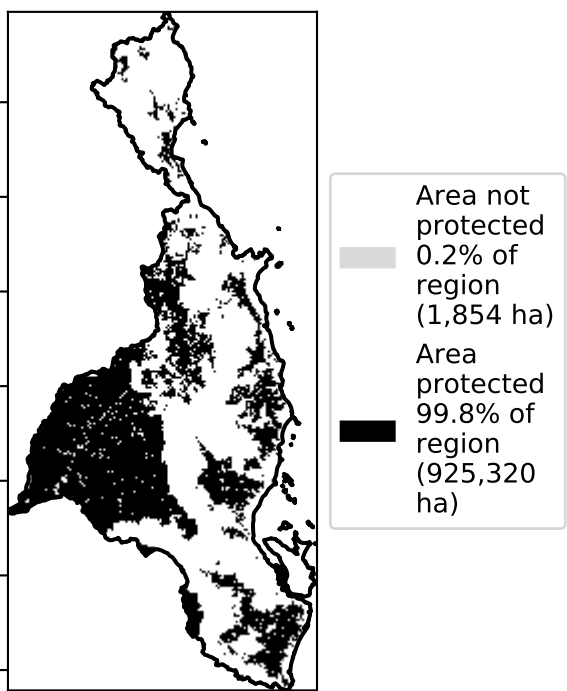 Area not
protected
0.2% of
region
(1,854 ha)
Area
protected
99.8% of
region
(925,320
ha)